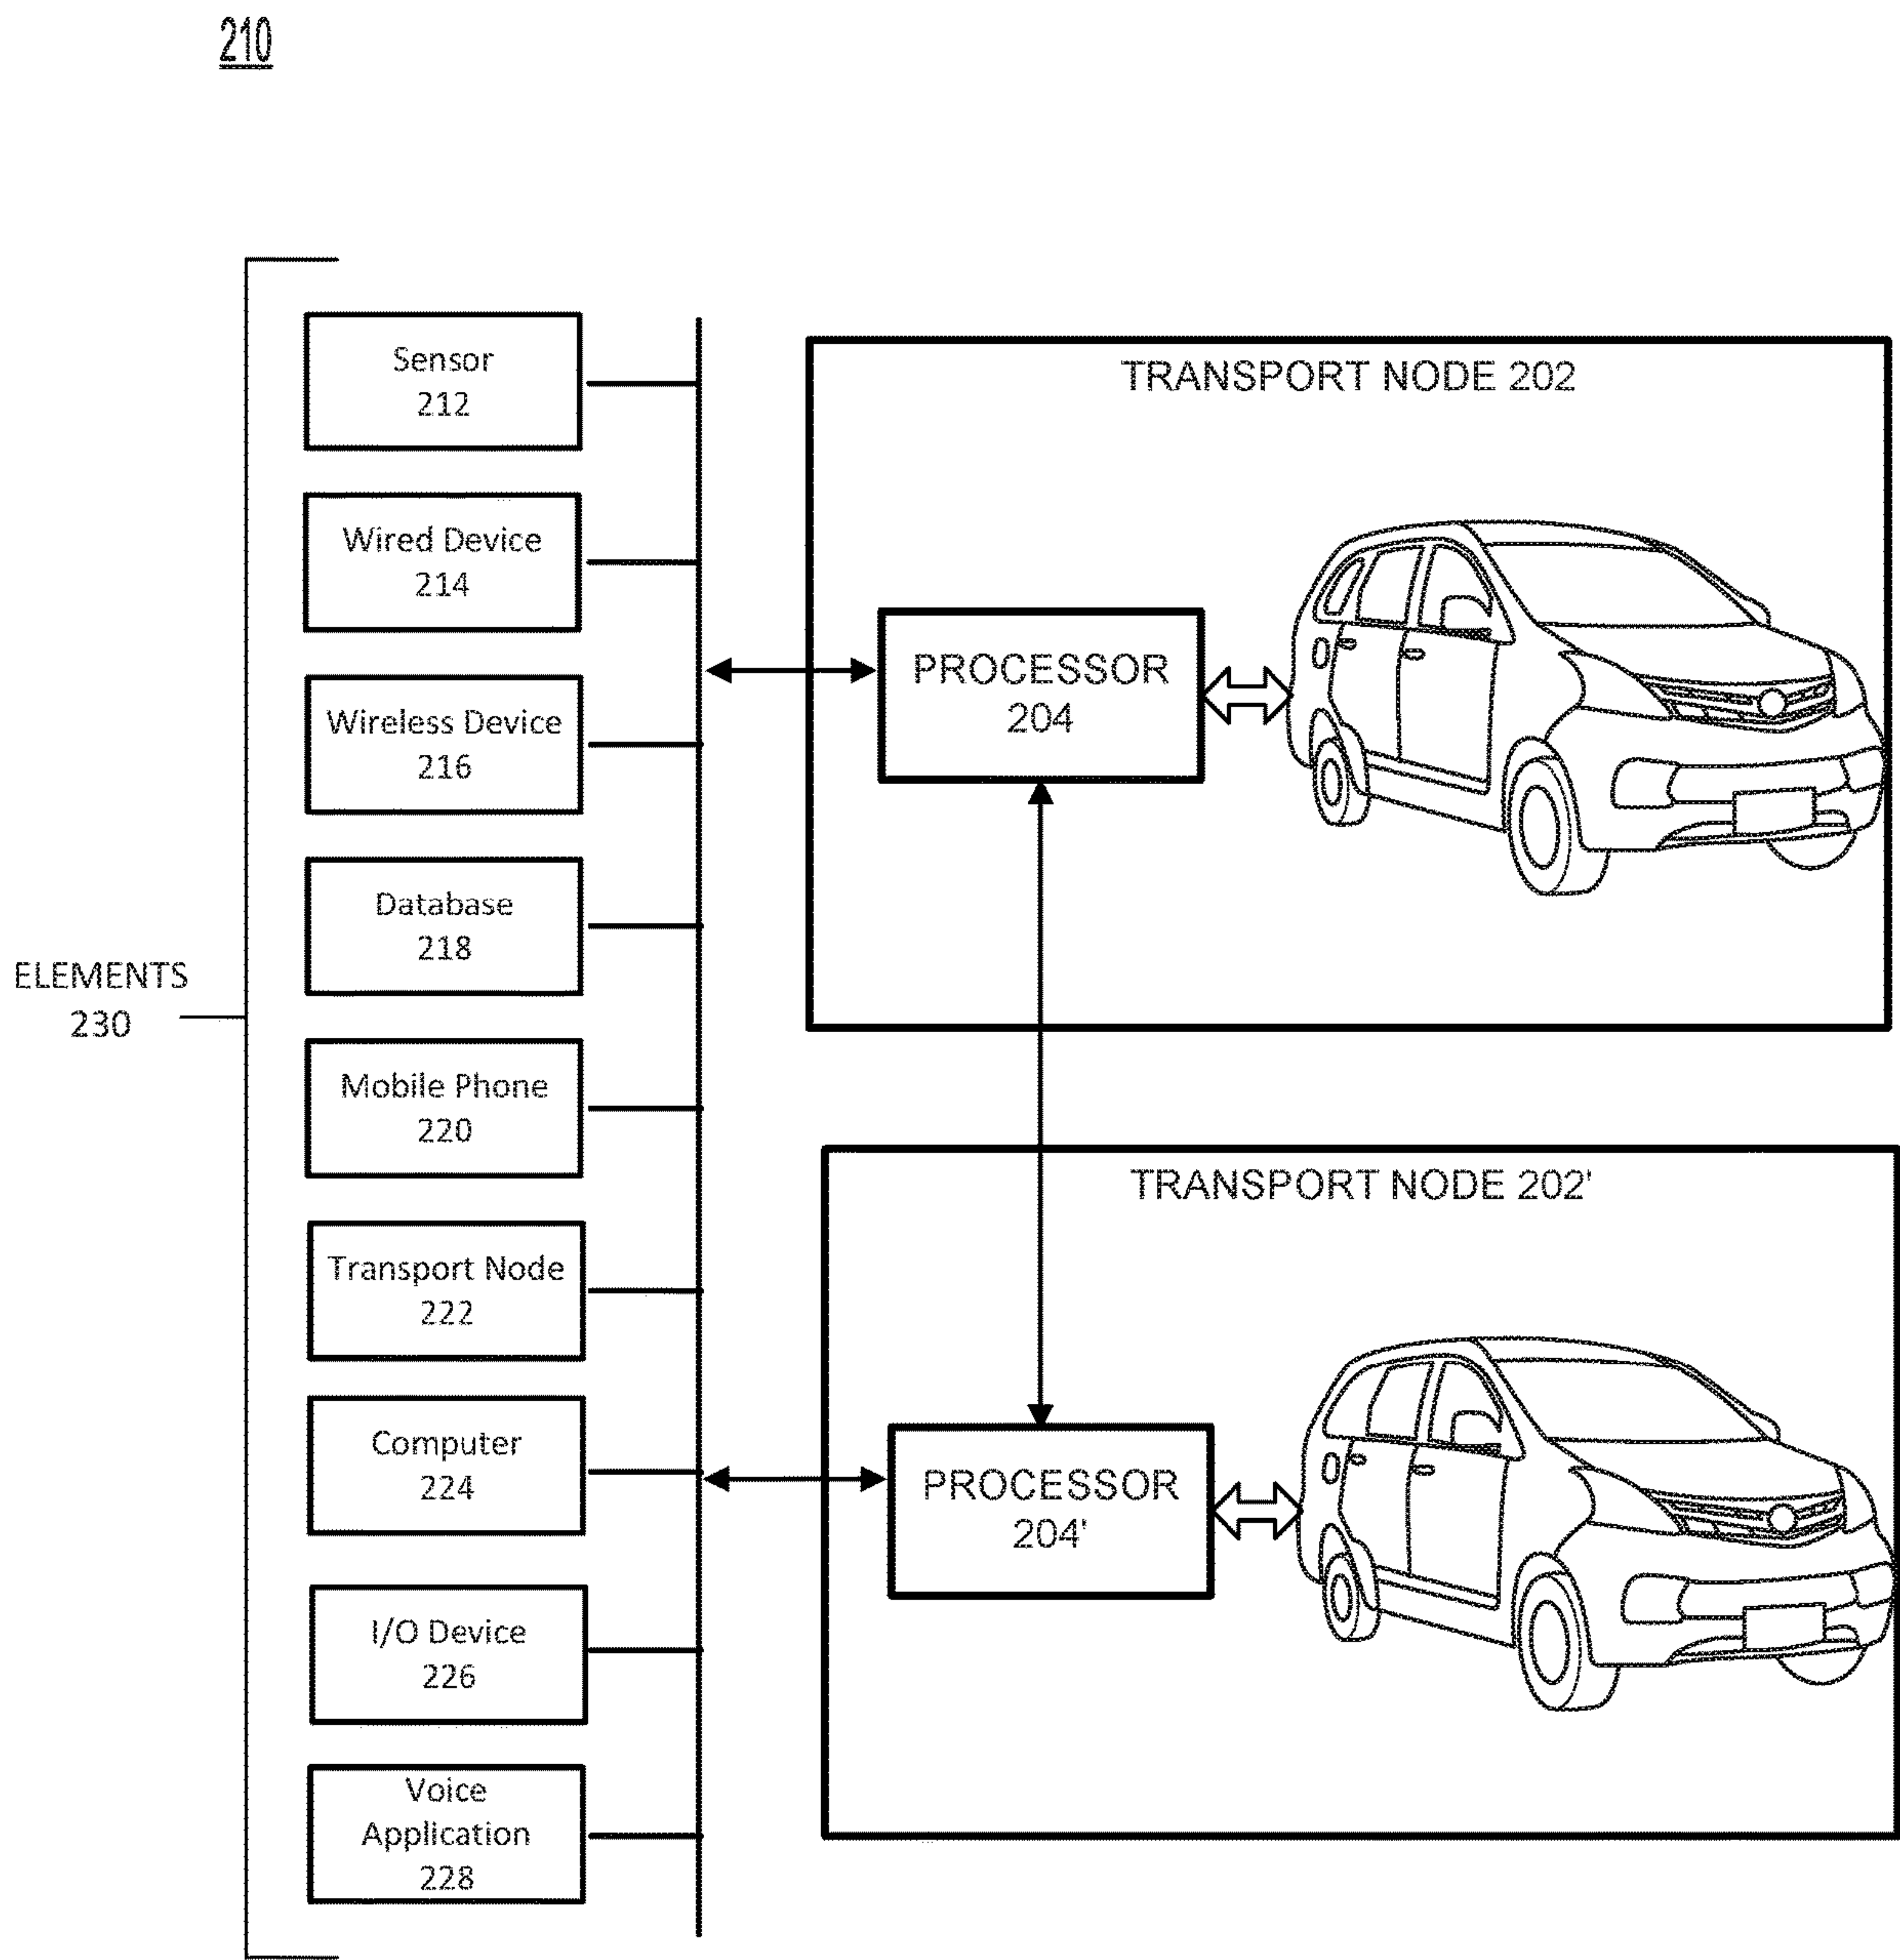 210
ELEMENTS
230
Sensor
212
Wired Device
214
Wireless Device
216
Database
218
Mobile Phone
220
Transport Node
222
Computer
224
I/O Device
226
Voice
Application
228
TRANSPORT NODE 202
PROCESSOR
204
TRANSPORT NODE 202'
PROCESSOR
204'